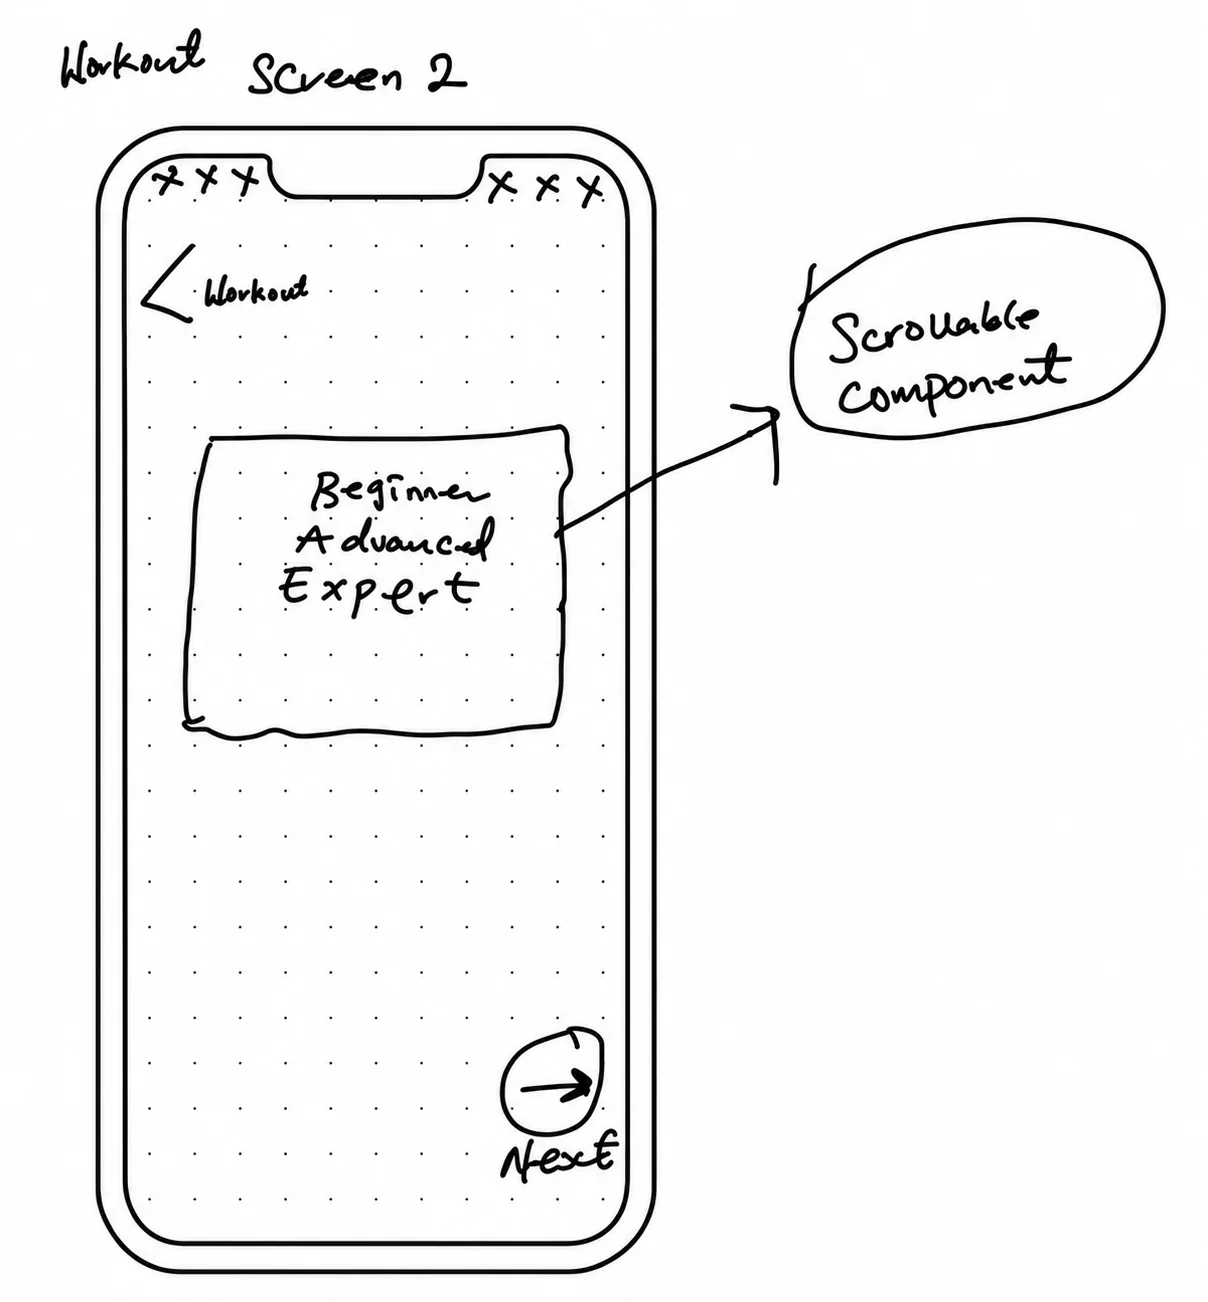 Workout Screen 2
x x x x x x
< Workout
Scrollable
component
Beginner
Advanced
Expert
Next